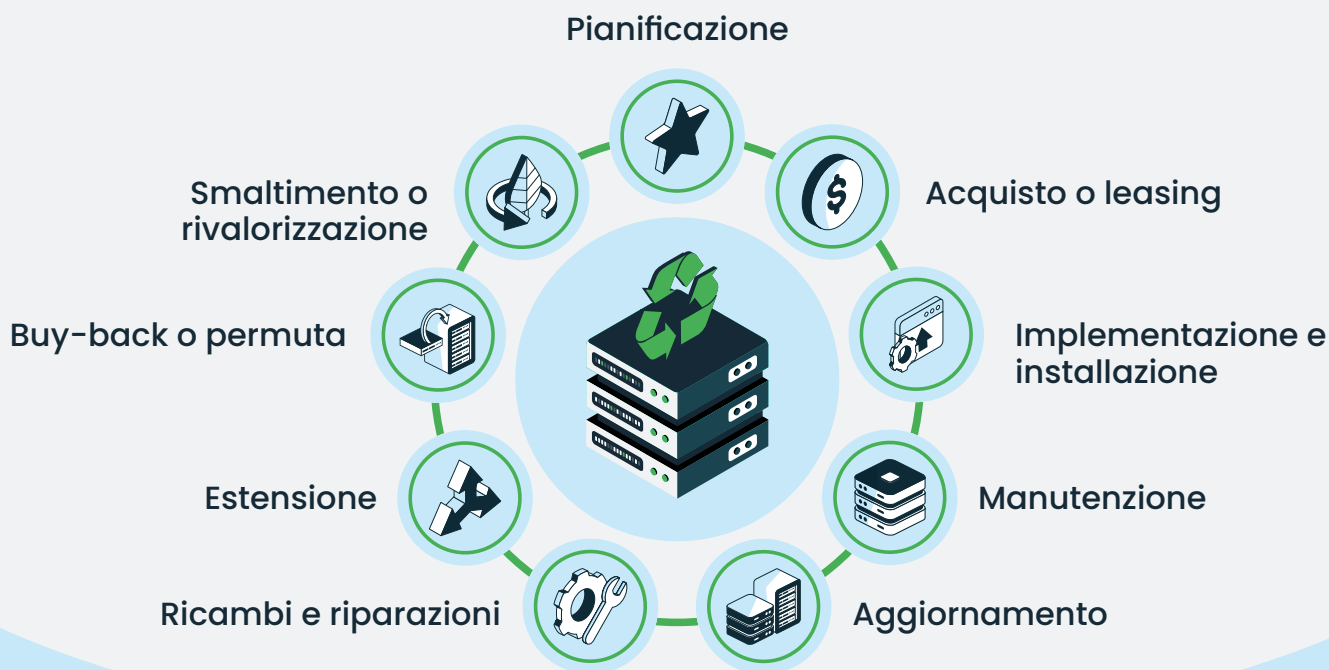 Pianificazione
Acquisto o leasing
Implementazione e
installazione
Manutenzione
Aggiornamento
Ricambi e riparazioni
Estensione
Buy-back o permuta
Smaltimento o
rivalorizzazione
$